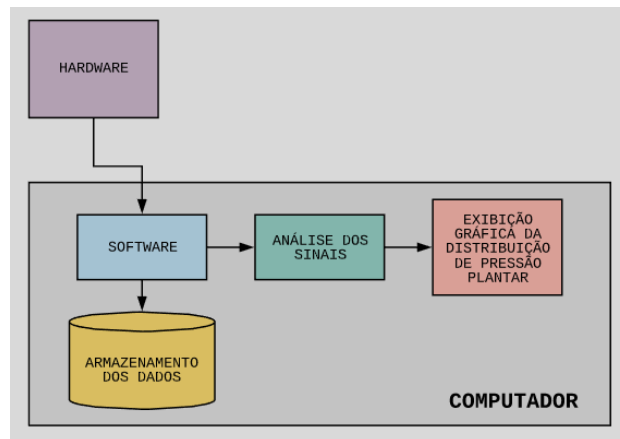 HARDWARE
SOFTWARE
ANÁLISE DOS
SINAIS
EXIBIÇÃO
GRÁFICA DA
DISTRIBUIÇÃO
DE PRESSÃO
PLANTAR
ARMAZENAMENTO
DOS DADOS
COMPUTADOR